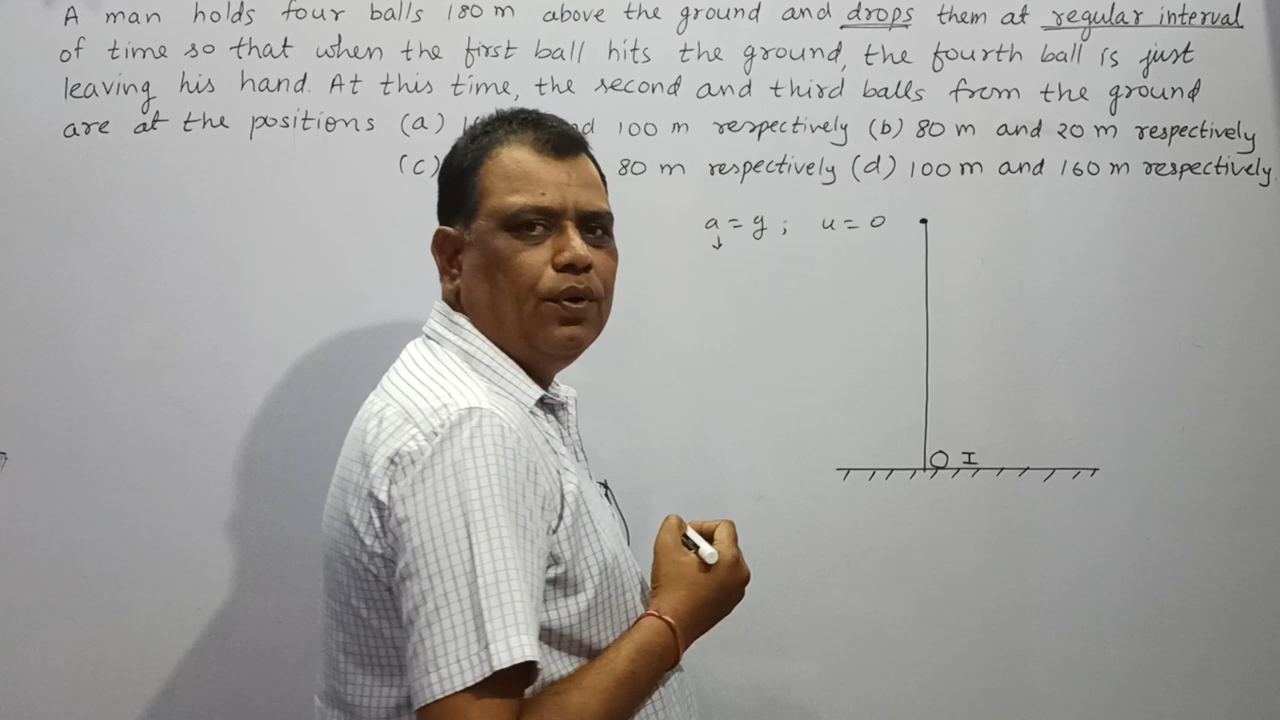 A man holds four balls 180 m above the ground and drops them at regular interval
of time so that when the first ball hits the ground, the fourth ball is just
leaving his hand. At this time, the second and third balls from the ground
are at the positions (a) 100 m respectively (b) 80 m and 20 m respectively
(c) 80 m respectively (d) 100 m and 160 m respectively
a = g ; u = 0
I